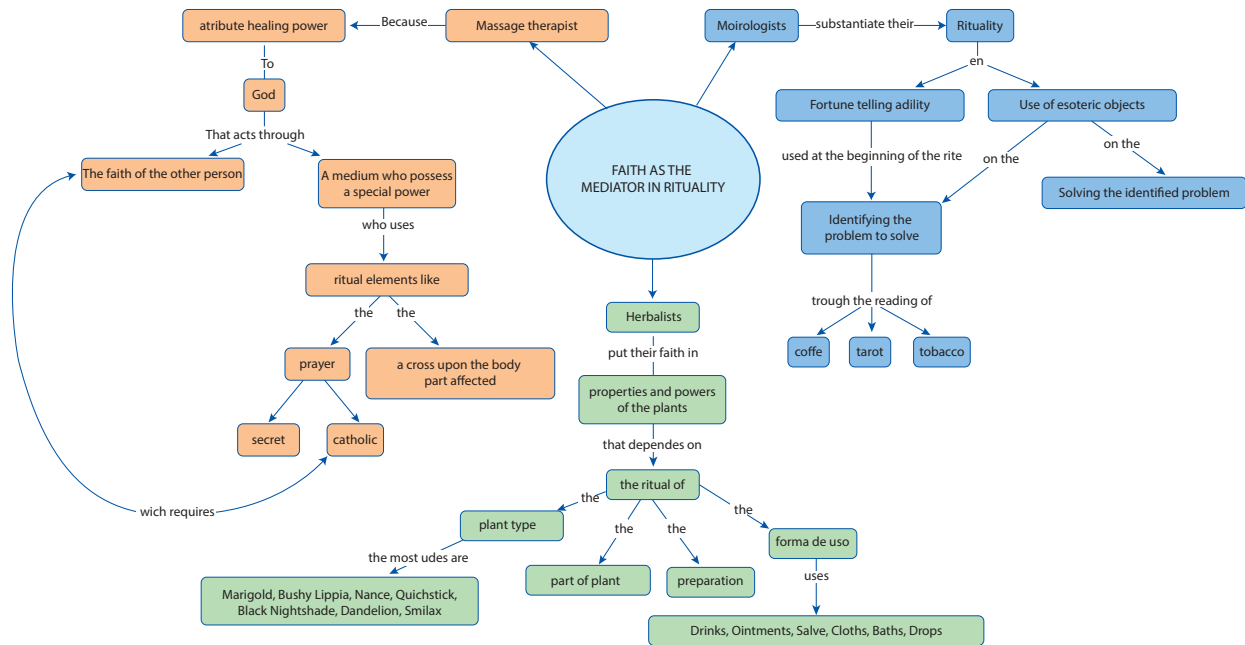 atribute healing power
Because
Massage therapist
Moirologists
substantiate their
Rituality
To
en
God
Fortune telling adility
Use of esoteric objects
That acts through
used at the beginning of the rite
on the
on the
The faith of the other person
A medium who possess
a special power
FAITH AS THE
MEDIATOR IN RITUALITY
Solving the identified problem
who uses
Identifying the
problem to solve
ritual elements like
trough the reading of
the
the
Herbalists
coffe
tarot
tobacco
put their faith in
prayer
a cross upon the body
part affected
properties and powers
of the plants
secret
catholic
that dependes on
the ritual of
wich requires
the
the
the
the
plant type
forma de uso
the most udes are
part of plant
preparation
uses
Marigold, Bushy Lippia, Nance, Quichstick,
Black Nightshade, Dandelion, Smilax
Drinks, Ointments, Salve, Cloths, Baths, Drops